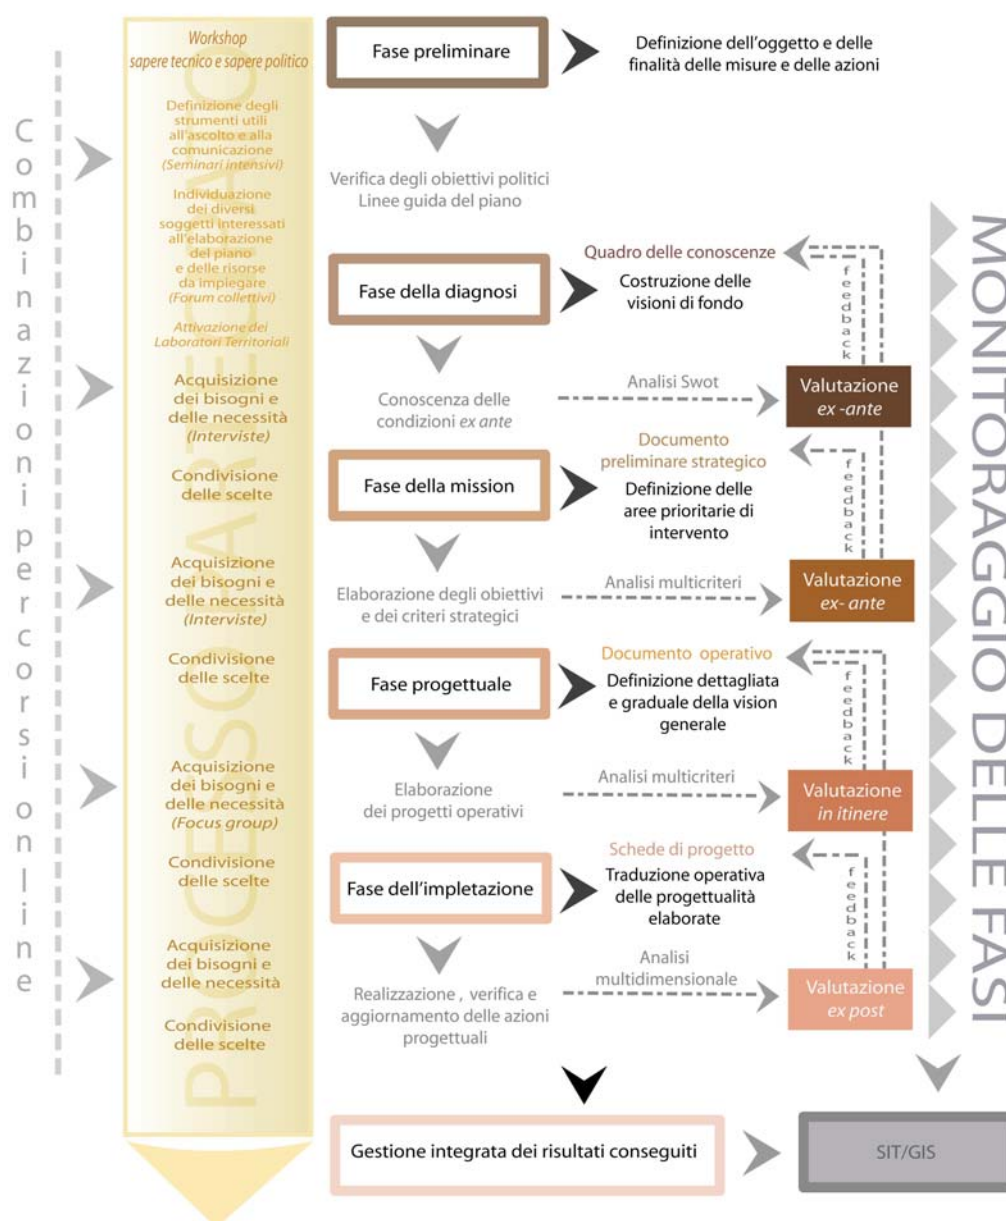 Combinazioni percorsi online
PROCESSO PARTECIPATO
Workshop
sapere tecnico e sapere politico
Definizione degli
strumenti utili
all'ascolto e alla
comunicazione
(Seminari intensivi)
Individuazione
dei diversi
soggetti interessati
all'elaborazione
del piano
e delle risorse
da impiegare
(Forum collettivi)
Attivazione dei
Laboratori Territoriali
Acquisizione
dei bisogni e
delle necessità
(Interviste)
Condivisione
delle scelte
Acquisizione
dei bisogni e
delle necessità
(Interviste)
Condivisione
delle scelte
Acquisizione
dei bisogni e
delle necessità
(Focus group)
Condivisione
delle scelte
Acquisizione
dei bisogni e
delle necessità
Condivisione
delle scelte
Fase preliminare
Definizione dell'oggetto e delle
finalità delle misure e delle azioni
Verifica degli obiettivi politici
Linee guida del piano
Fase della diagnosi
Quadro delle conoscenze
Costruzione delle
visioni di fondo
feedback
Conoscenza delle
condizioni ex ante
Analisi Swot
Valutazione
ex -ante
Fase della mission
Documento
preliminare strategico
Definizione delle
aree prioritarie di
intervento
feedback
Elaborazione degli obiettivi
e dei criteri strategici
Analisi multicriteri
Valutazione
ex- ante
Fase progettuale
Documento operativo
Definizione dettagliata
e graduale della vision
generale
feedback
Elaborazione
dei progetti operativi
Analisi multicriteri
Valutazione
in itinere
Fase dell'impletazione
Schede di progetto
Traduzione operativa
delle progettualità
elaborate
feedback
Realizzazione , verifica e
aggiornamento delle azioni
progettuali
Analisi
multidimensionale
Valutazione
ex post
Gestione integrata dei risultati conseguiti
SIT/GIS
MONITORAGGIO DELLE FASI